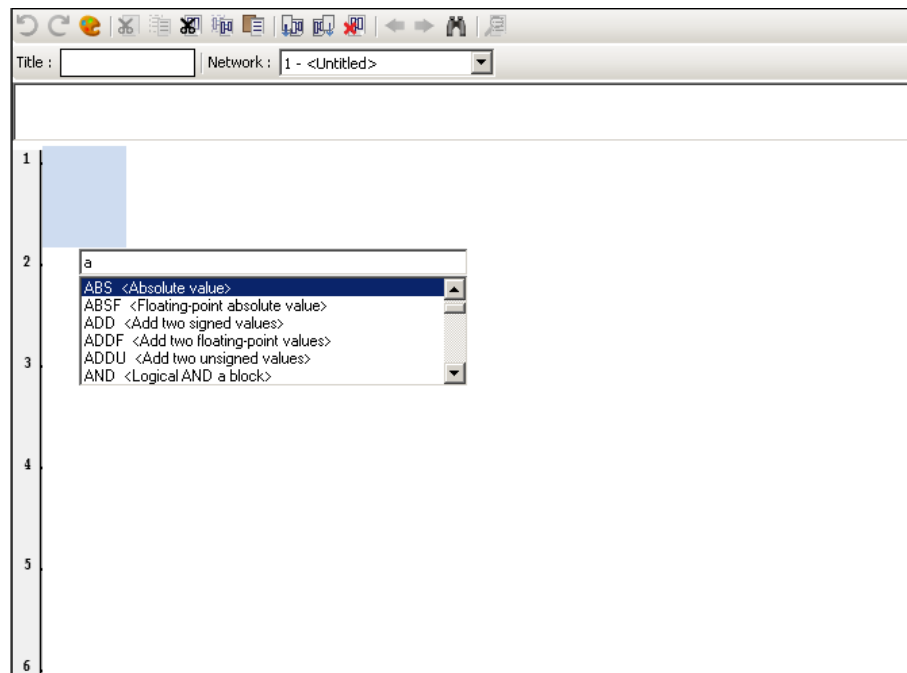 Title : Network : 1 - <Untitled>
1
2
a
ABS <Absolute value>
ABSF <Floating-point absolute value>
ADD <Add two signed values>
ADDF <Add two floating-point values>
ADDU <Add two unsigned values>
3
AND <Logical AND a block>
4
5
6